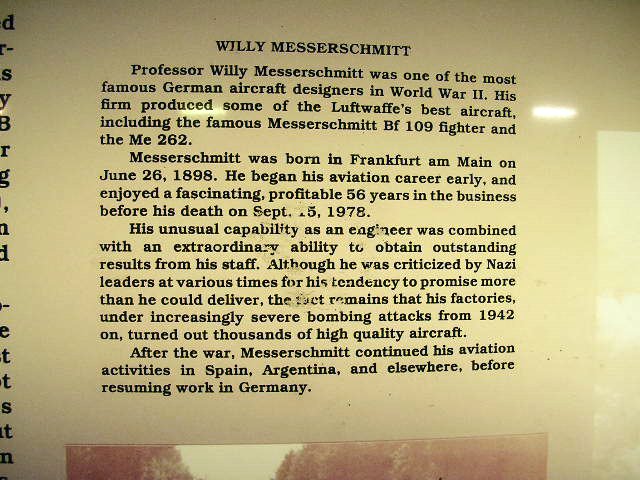 WILLY MESSERSCHMITT
Professor Willy Messerschmitt was one of the most
famous German aircraft designers in World War II. His
firm produced some of the Luftwaffe's best aircraft,
including the famous Messerschmitt Bf 109 fighter and
the Me 262.
Messerschmitt was born in Frankfurt am Main on
June 26, 1898. He began his aviation career early, and
enjoyed a fascinating, profitable 56 years in the business
before his death on Sept. 15, 1978.
His unusual capability as an engineer was combined
with an extraordinary ability to obtain outstanding
results from his staff. Although he was criticized by Nazi
leaders at various times for his tendency to promise more
than he could deliver, the fact remains that his factories,
under increasingly severe bombing attacks from 1942
on, turned out thousands of high quality aircraft.
After the war, Messerschmitt continued his aviation
activities in Spain, Argentina, and elsewhere, before
resuming work in Germany.